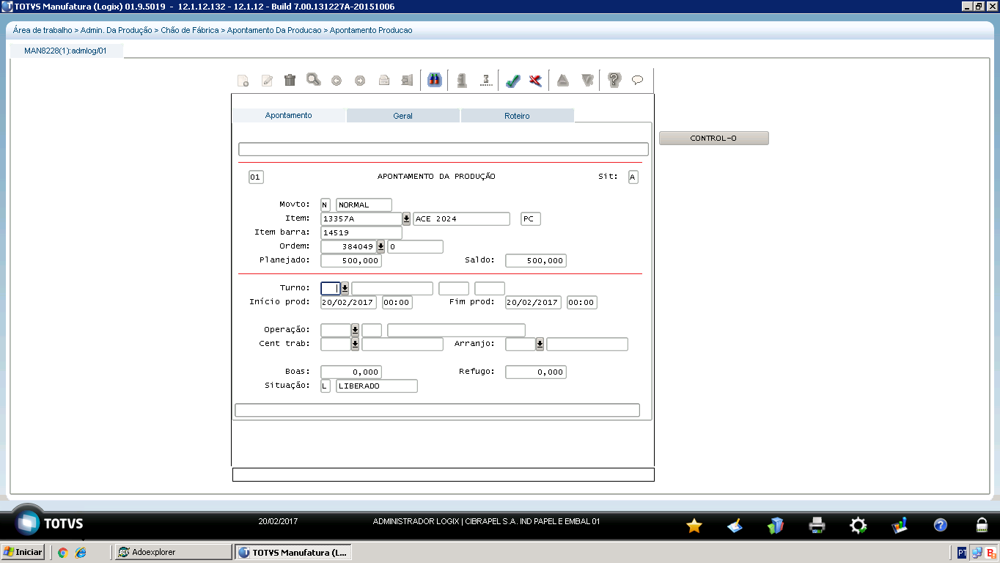 TOTVS Manufatura (Logix) 01.9.5019 - 12.1.12.132 - 12.1.12 - Build 7.00.131227A-20151006
Área de trabalho > Admin. Da Produção > Chão de Fábrica > Apontamento Da Producao > Apontamento Producao
MAN8228(1):admlog/01
Apontamento Geral Roteiro
CONTROL-O
01 APONTAMENTO DA PRODUÇÃO Sit: A
Movto: N NORMAL
Item: 13357A ACE 2024 PC
Item barra: 14519
Ordem: 384049 0
Planejado: 500,000 Saldo: 500,000
Turno:
Início prod: 20/02/2017 00:00 Fim prod: 20/02/2017 00:00
Operação:
Cent trab: Arranjo:
Boas: 0,000 Refugo: 0,000
Situação: L LIBERADO
TOTVS 20/02/2017 ADMINISTRADOR LOGIX | CIBRAPEL S.A. IND PAPEL E EMBAL 01
Iniciar Adoexplorer TOTVS Manufatura (L... PT